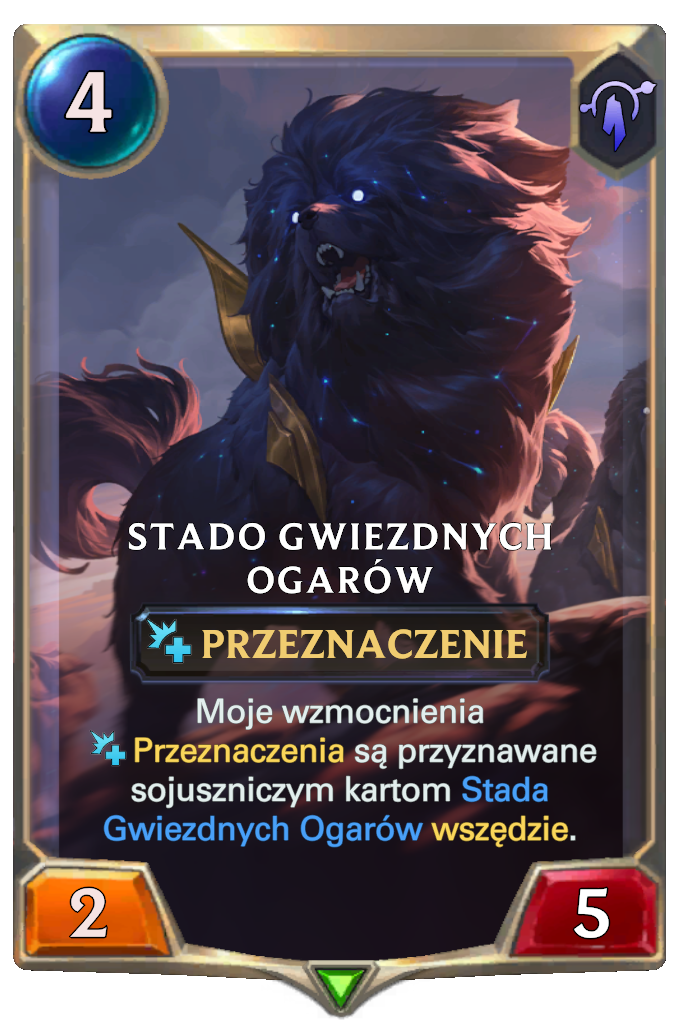 4
STADO GWIEZDNYCH
OGARÓW
PRZEZNACZENIE
Moje wzmocnienia
Przeznaczenia są przyznawane
sojuszniczym kartom Stada
Gwiezdnych Ogarów wszędzie.
2
5